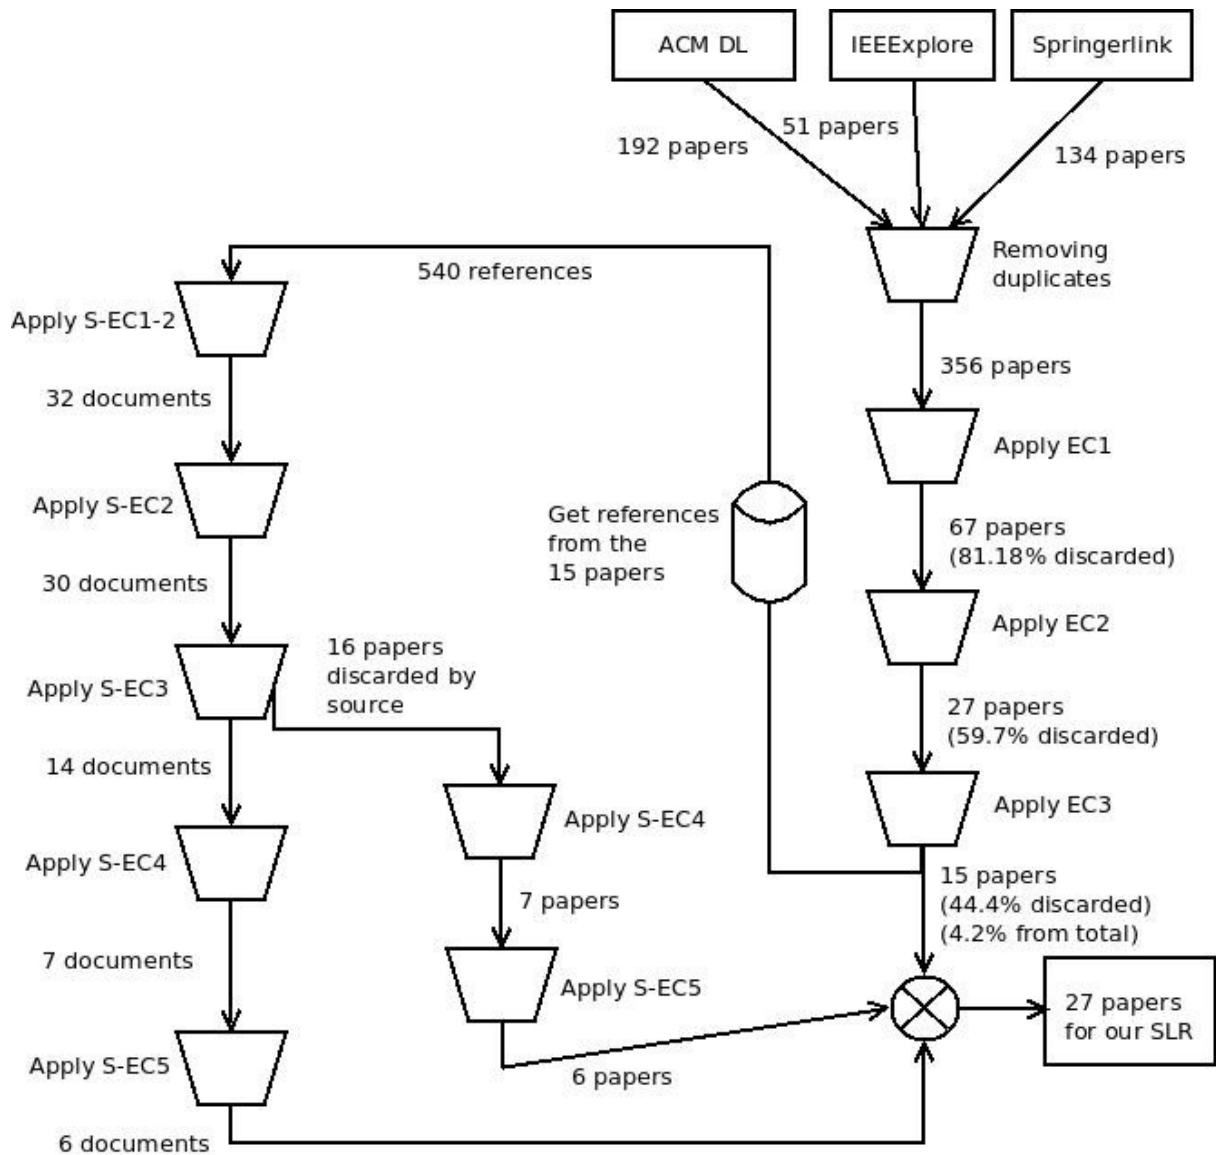 ACM DL
IEEExplore
Springerlink
192 papers
51 papers
134 papers
Removing
duplicates
356 papers
Apply EC1
67 papers
(81.18% discarded)
Apply EC2
27 papers
(59.7% discarded)
Apply EC3
15 papers
(44.4% discarded)
(4.2% from total)
Get references
from the
15 papers
540 references
Apply S-EC1-2
32 documents
Apply S-EC2
30 documents
Apply S-EC3
16 papers
discarded by
source
14 documents
Apply S-EC4
7 documents
Apply S-EC5
6 documents
Apply S-EC4
7 papers
Apply S-EC5
6 papers
27 papers
for our SLR